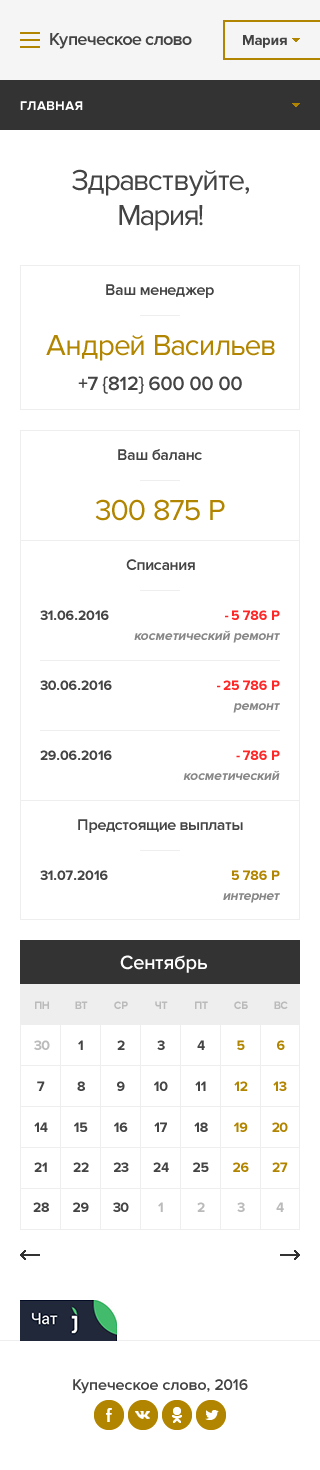 Купеческое слово
Мария
ГЛАВНАЯ
Здравствуйте,
Мария!
Ваш менеджер
Андрей Васильев
+7 {812} 600 00 00
Ваш баланс
300 875 Р
Списания
31.06.2016 - 5 786 Р
косметический ремонт
30.06.2016 - 25 786 Р
ремонт
29.06.2016 - 786 Р
косметический
Предстоящие выплаты
31.07.2016 5 786 Р
интернет
Сентябрь
ПН ВТ СР ЧТ ПТ СБ ВС
30 1 2 3 4 5 6
7 8 9 10 11 12 13
14 15 16 17 18 19 20
21 22 23 24 25 26 27
28 29 30 1 2 3 4
Чат j
Купеческое слово, 2016